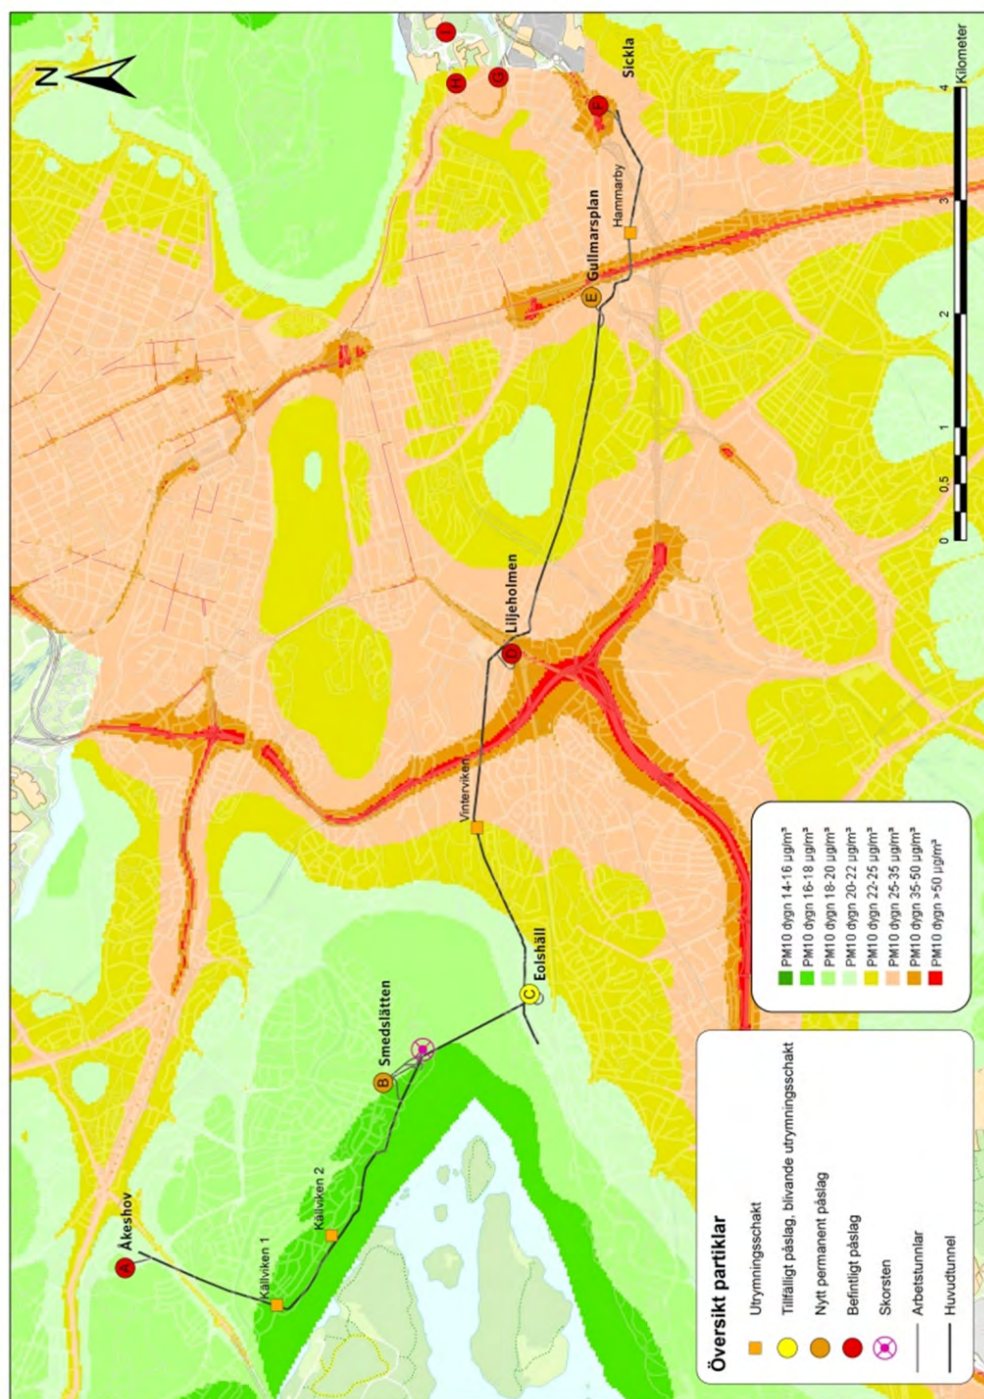 N
Åkeshov
A
Källviken 1
Källviken 2
Smedslätten
B
Eolshäll
C
Vinterviken
Liljeholmen
D
Gullmarsplan
E
Hammarby
Sickla
F
G
H
I
0
0,5
1
2
3
4
Kilometer
Översikt partiklar
Utrymningsschakt
Tillfälligt påslag, blivande utrymningsschakt
Nytt permanent påslag
Befintligt påslag
Skorsten
Arbetstunnlar
Huvudtunnel
PM10 dygn 14-16 µg/m³
PM10 dygn 16-18 µg/m³
PM10 dygn 18-20 µg/m³
PM10 dygn 20-22 µg/m³
PM10 dygn 22-25 µg/m³
PM10 dygn 25-35 µg/m³
PM10 dygn 35-50 µg/m³
PM10 dygn >50 µg/m³